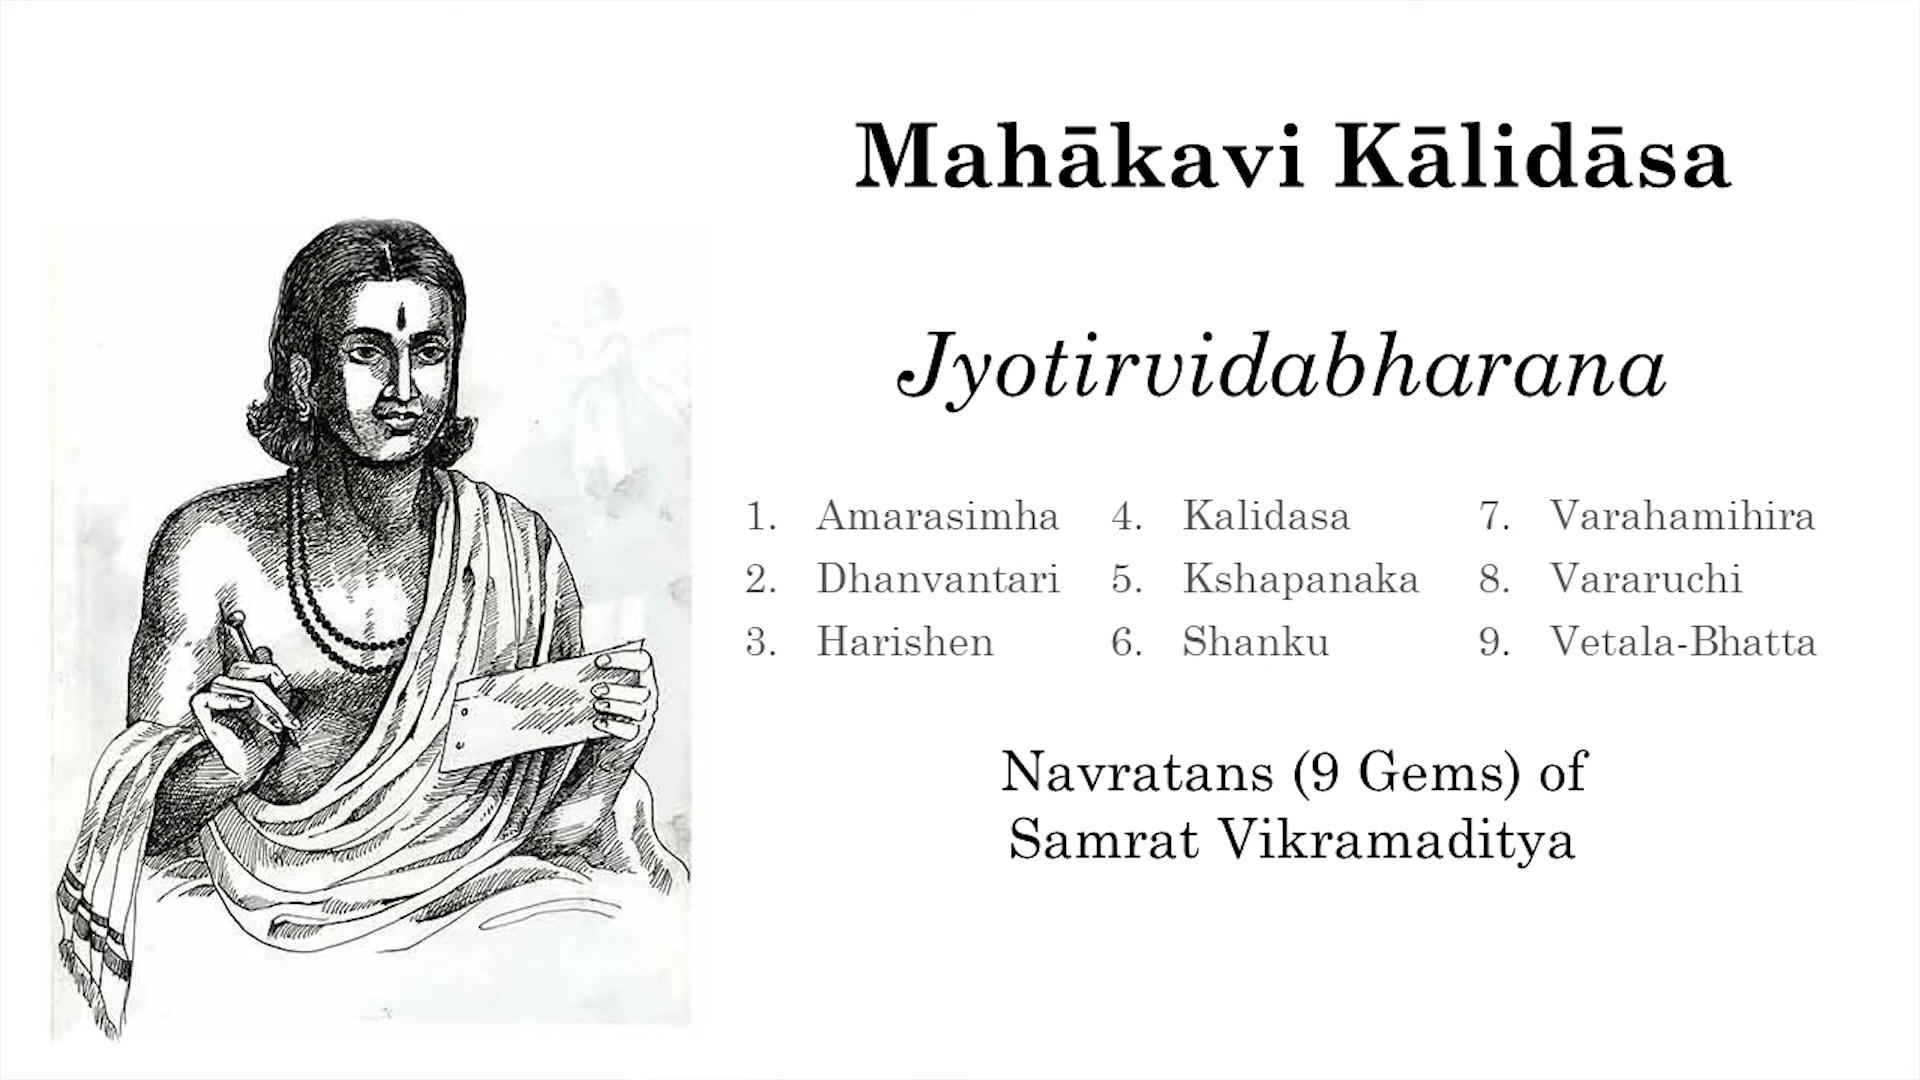 Mahākavi Kālidāsa
Jyotirvidabharana
1. Amarasimha
2. Dhanvantari
3. Harishen
4. Kalidasa
5. Kshapanaka
6. Shanku
7. Varahamihira
8. Vararuchi
9. Vetala-Bhatta
Navratans (9 Gems) of
Samrat Vikramaditya